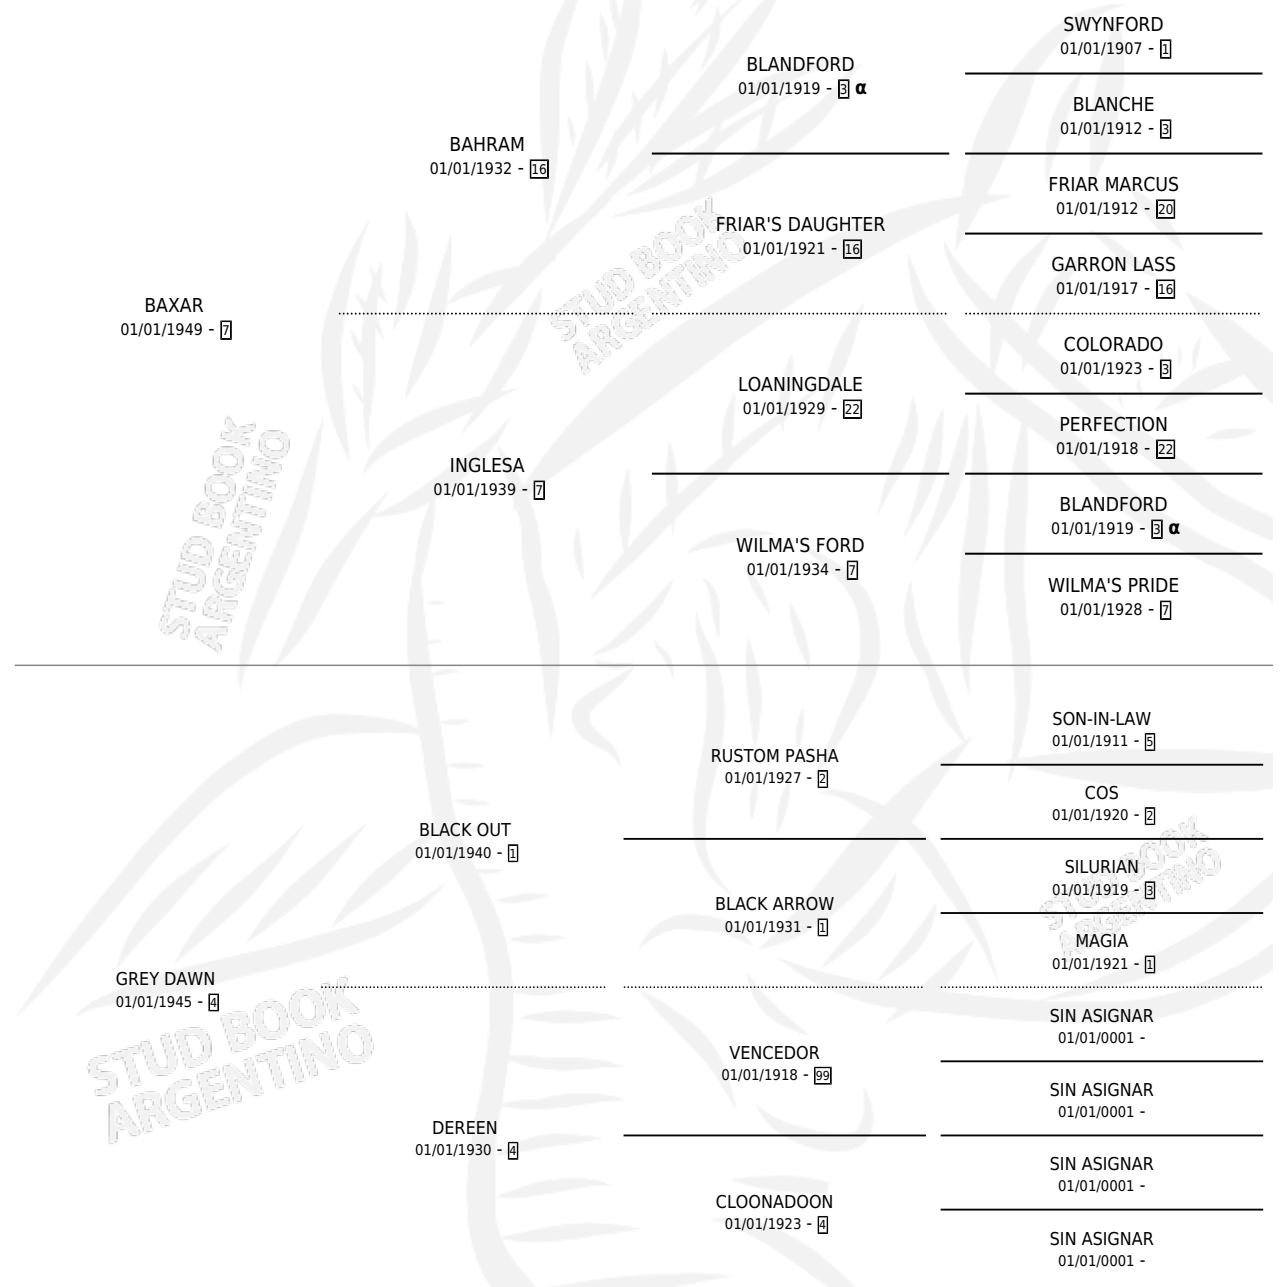 SWYNFORD
01/01/1907 - 1
BLANDFORD
01/01/1919 - 3 α
BLANCHE
01/01/1912 - 3
BAHRAM
01/01/1932 - 16
FRIAR MARCUS
01/01/1912 - 20
FRIAR'S DAUGHTER
01/01/1921 - 16
GARRON LASS
01/01/1917 - 16
BAXAR
01/01/1949 - 7
COLORADO
01/01/1923 - 3
LOANINGDALE
01/01/1929 - 22
PERFECTION
01/01/1918 - 22
INGLESA
01/01/1939 - 7
BLANDFORD
01/01/1919 - 3 α
WILMA'S FORD
01/01/1934 - 7
WILMA'S PRIDE
01/01/1928 - 7
SON-IN-LAW
01/01/1911 - 5
RUSTOM PASHA
01/01/1927 - 2
COS
01/01/1920 - 2
BLACK OUT
01/01/1940 - 1
SILURIAN
01/01/1919 - 3
BLACK ARROW
01/01/1931 - 1
MAGIA
01/01/1921 - 1
GREY DAWN
01/01/1945 - 4
SIN ASIGNAR
01/01/0001 -
VENCEDOR
01/01/1918 - 99
SIN ASIGNAR
01/01/0001 -
DEREEN
01/01/1930 - 4
SIN ASIGNAR
01/01/0001 -
CLOONADOON
01/01/1923 - 4
SIN ASIGNAR
01/01/0001 -
STUD BOOK
ARGENTINO
STUD BOOK
ARGENTINO
STUD BOOK
ARGENTINO
STUD BOOK
ARGENTINO